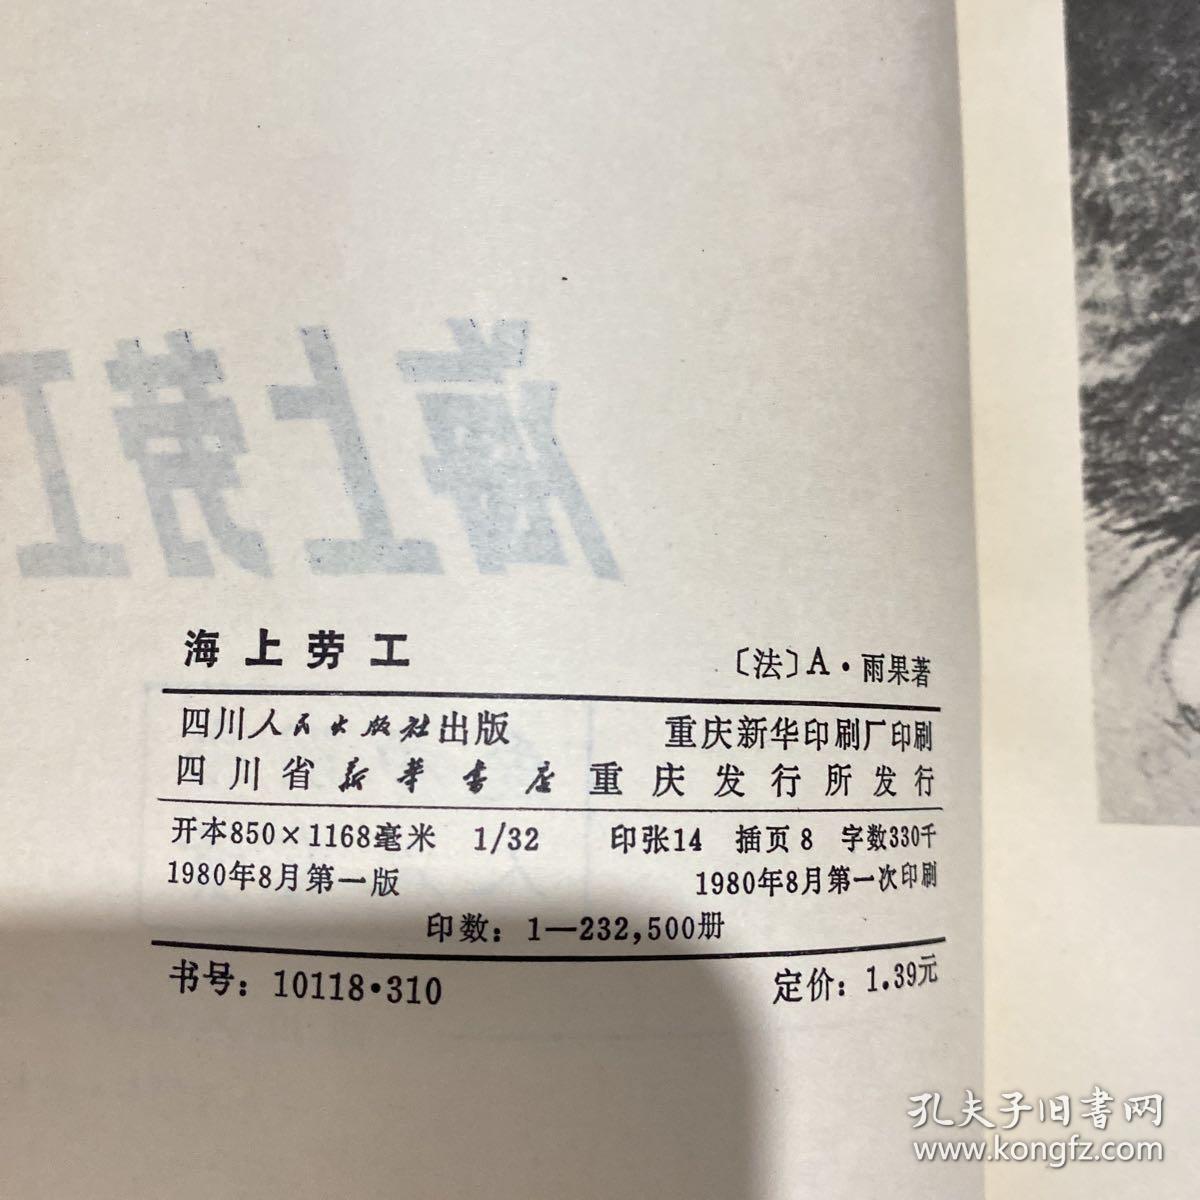 海上劳工
海上劳工 〔法〕A·雨果著
四川人民出版社出版 重庆新华印刷厂印刷
四川省新华书店重庆发行所发行
开本850×1168毫米 1/32 印张14 插页8 字数330千
1980年8月第一版 1980年8月第一次印刷
印数：1—232,500册
书号：10118·310 定价：1.39元
孔夫子旧书网
www.kongfz.com